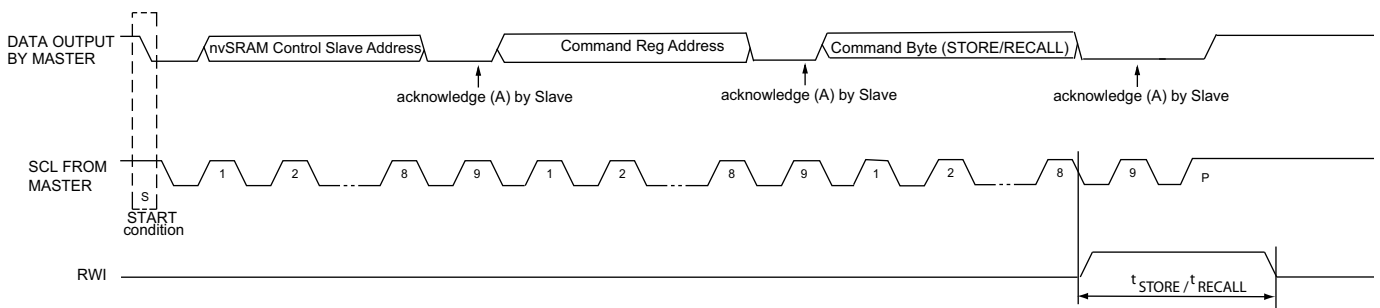 DATA OUTPUT
BY MASTER
nvSRAM Control Slave Address
Command Reg Address
Command Byte (STORE/RECALL)
acknowledge (A) by Slave
acknowledge (A) by Slave
acknowledge (A) by Slave
SCL FROM
MASTER
1
2
8
9
1
2
8
9
1
2
8
9
P
S
START
condition
RWI
t STORE / t RECALL